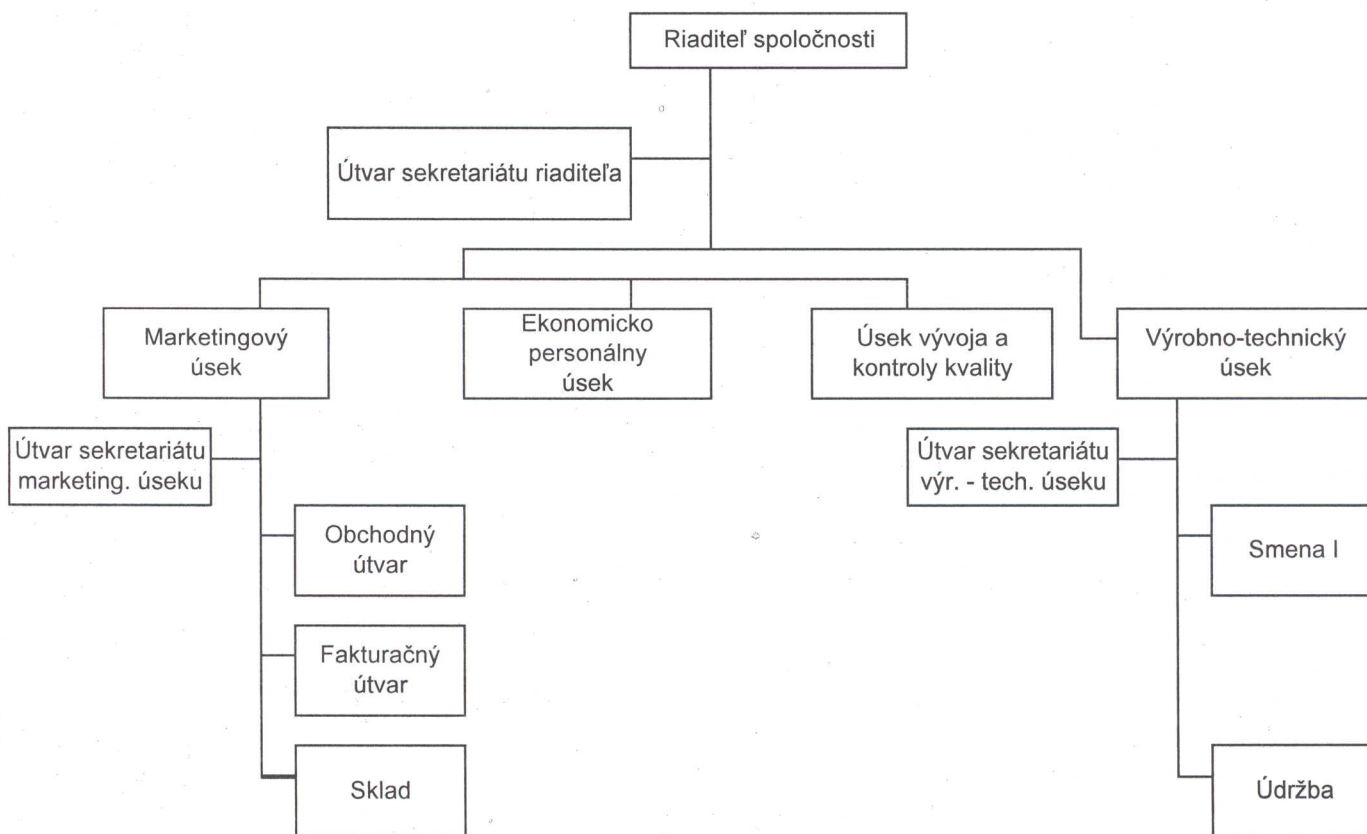 Riaditeľ spoločnosti
Útvar sekretariátu riaditeľa
Marketingový
úsek
Ekonomicko
personálny
úsek
Úsek vývoja a
kontroly kvality
Výrobno-technický
úsek
Útvar sekretariátu
marketing. úseku
Útvar sekretariátu
výr. - tech. úseku
Obchodný
útvar
Smena I
Fakturačný
útvar
Sklad
Údržba